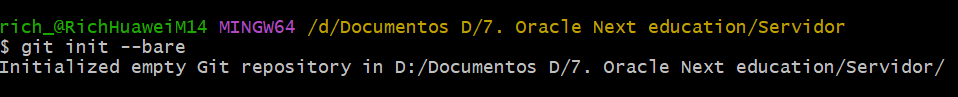 rich_@RichHuaweiM14 MINGW64 /d/Documentos D/7. Oracle Next education/Servidor
$ git init --bare
Initialized empty Git repository in D:/Documentos D/7. Oracle Next education/Servidor/